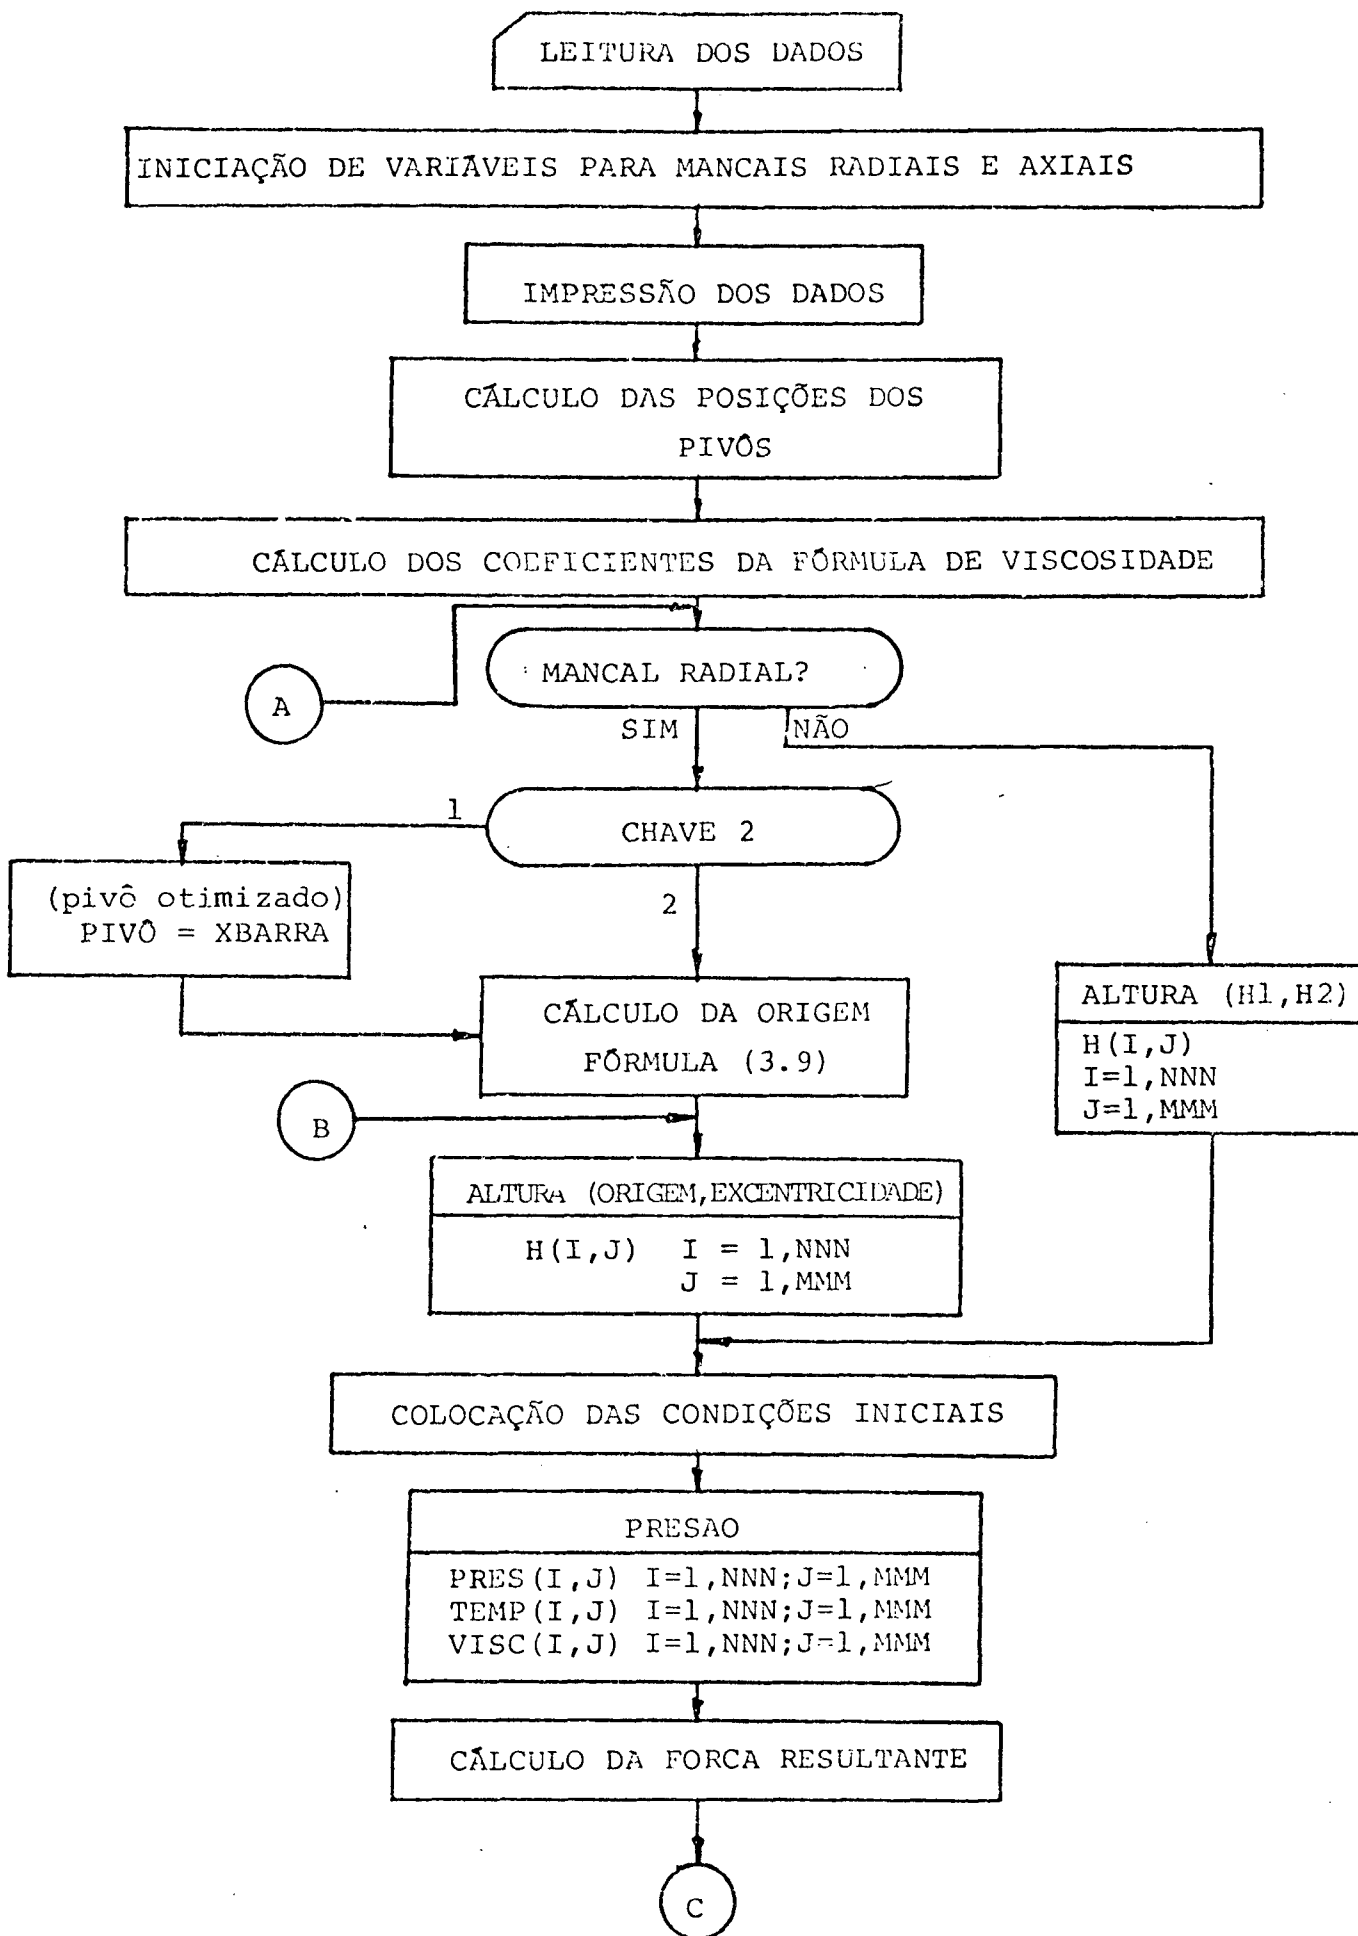 LEITURA DOS DADOS
INICIAÇÃO DE VARIÁVEIS PARA MANCAIS RADIAIS E AXIAIS
IMPRESSÃO DOS DADOS
CÁLCULO DAS POSIÇÕES DOS
PIVÔS
CÁLCULO DOS COEFICIENTES DA FÓRMULA DE VISCOSIDADE
MANCAL RADIAL?
A
SIM
NÃO
1
CHAVE 2
2
(pivô otimizado)
PIVÔ = XBARRA
CÁLCULO DA ORIGEM
FÓRMULA (3.9)
ALTURA (H1,H2)
H(I,J)
I=1,NNN
J=1,MMM
B
ALTURA (ORIGEM,EXCENTRICIDADE)
H(I,J) I = 1,NNN
J = 1,MMM
COLOCAÇÃO DAS CONDIÇÕES INICIAIS
PRESAO
PRES(I,J) I=1,NNN;J=1,MMM
TEMP(I,J) I=1,NNN;J=1,MMM
VISC(I,J) I=1,NNN;J=1,MMM
CÁLCULO DA FORCA RESULTANTE
C